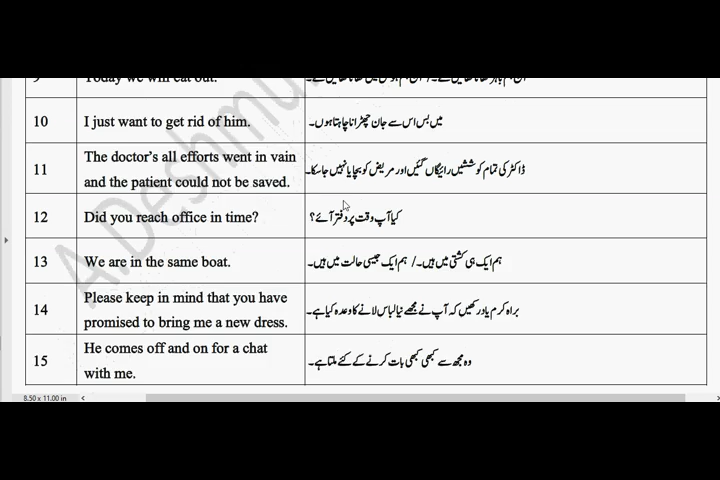 Today we will eat out.
10 I just want to get rid of him. میں بس اس سے جان چھڑانا چاہتا ہوں۔
11 The doctor's all efforts went in vain ڈاکٹر کی تمام کوششیں رائیگاں گئیں اور مریض کو بچایا نہیں جاسکا۔
and the patient could not be saved.
12 Did you reach office in time? کیا آپ وقت پر دفتر آئے؟
13 We are in the same boat. ہم ایک ہی کشتی میں ہیں۔ / ہم ایک جیسی حالت میں ہیں۔
14 Please keep in mind that you have براہ کرم یاد رکھیں کہ آپ نے مجھے نیا لباس لانے کا وعدہ کیا ہے۔
promised to bring me a new dress.
15 He comes off and on for a chat وہ مجھ سے کبھی کبھی بات کرنے کے لئے ملتا ہے۔
with me.
A.Deshmu
8.50 x 11.00 in